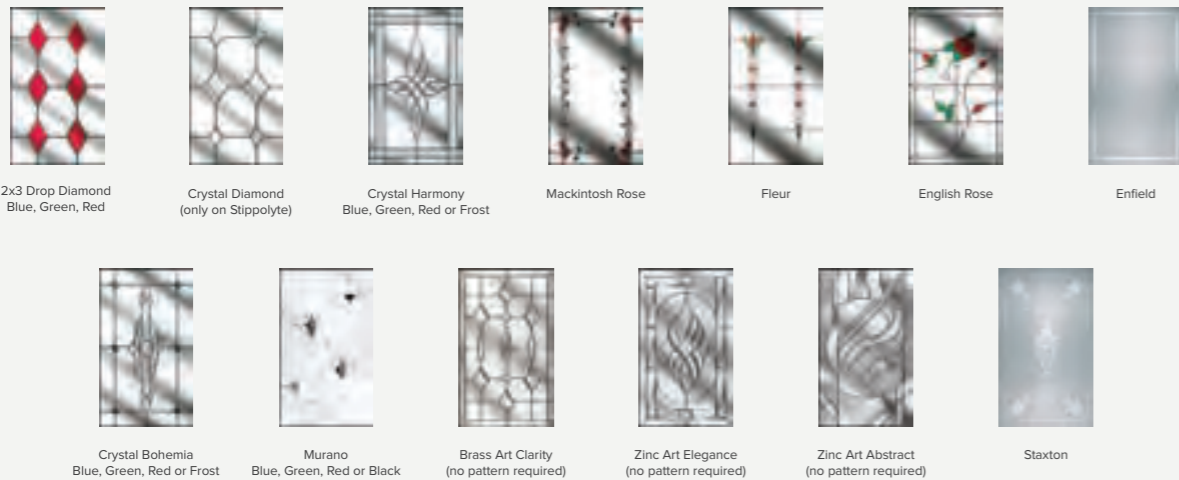 2x3 Drop Diamond
Blue, Green, Red
Crystal Diamond
(only on Stippolyte)
Crystal Harmony
Blue, Green, Red or Frost
Mackintosh Rose
Fleur
English Rose
Enfield
Crystal Bohemia
Blue, Green, Red or Frost
Murano
Blue, Green, Red or Black
Brass Art Clarity
(no pattern required)
Zinc Art Elegance
(no pattern required)
Zinc Art Abstract
(no pattern required)
Staxton